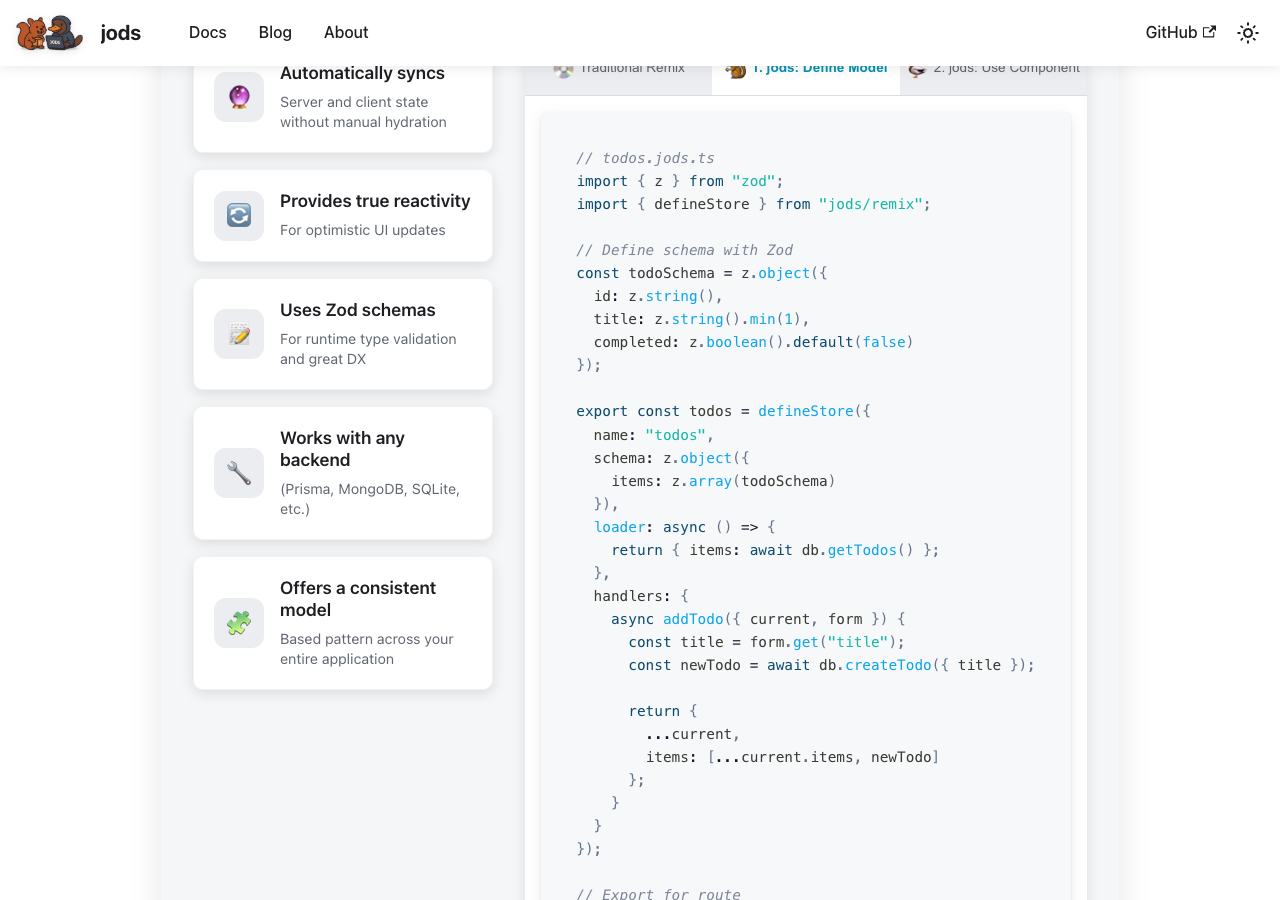 jods
Docs
Blog
About
GitHub
Automatically syncs
Server and client state
without manual hydration
Provides true reactivity
For optimistic UI updates
Uses Zod schemas
For runtime type validation
and great DX
Works with any
backend
(Prisma, MongoDB, SQLite,
etc.)
Offers a consistent
model
Based pattern across your
entire application
Traditional Remix
1. jods: Define Model
2. jods: Use Component
// todos.jods.ts
import { z } from "zod";
import { defineStore } from "jods/remix";

// Define schema with Zod
const todoSchema = z.object({
  id: z.string(),
  title: z.string().min(1),
  completed: z.boolean().default(false)
});

export const todos = defineStore({
  name: "todos",
  schema: z.object({
    items: z.array(todoSchema)
  }),
  loader: async () => {
    return { items: await db.getTodos() };
  },
  handlers: {
    async addTodo({ current, form }) {
      const title = form.get("title");
      const newTodo = await db.createTodo({ title });

      return {
        ...current,
        items: [...current.items, newTodo]
      };
    }
  }
});

// Export for route